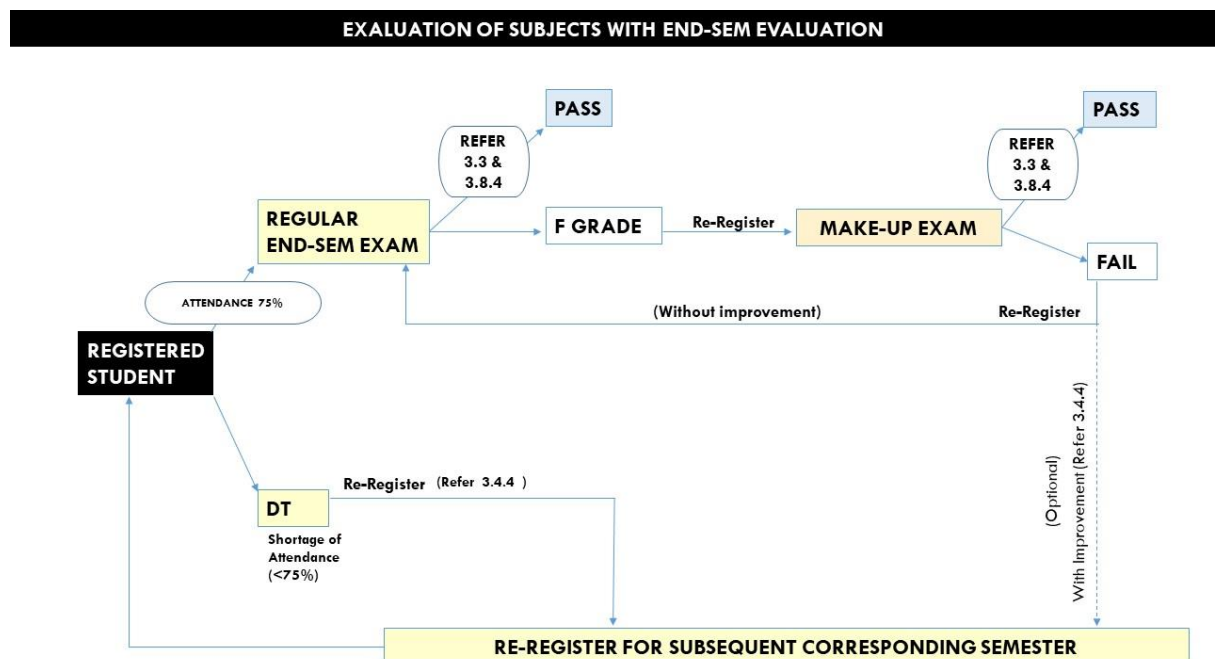 EXALUATION OF SUBJECTS WITH END-SEM EVALUATION
PASS
PASS
REFER
3.3 &
3.8.4
REFER
3.3 &
3.8.4
REGULAR
END-SEM EXAM
F GRADE
Re-Register
MAKE-UP EXAM
FAIL
ATTENDANCE 75%
(Without improvement)
Re-Register
REGISTERED
STUDENT
(Optional)
With Improvement (Refer 3.4.4)
Re-Register (Refer 3.4.4 )
DT
Shortage of
Attendance
(<75%)
RE-REGISTER FOR SUBSEQUENT CORRESPONDING SEMESTER